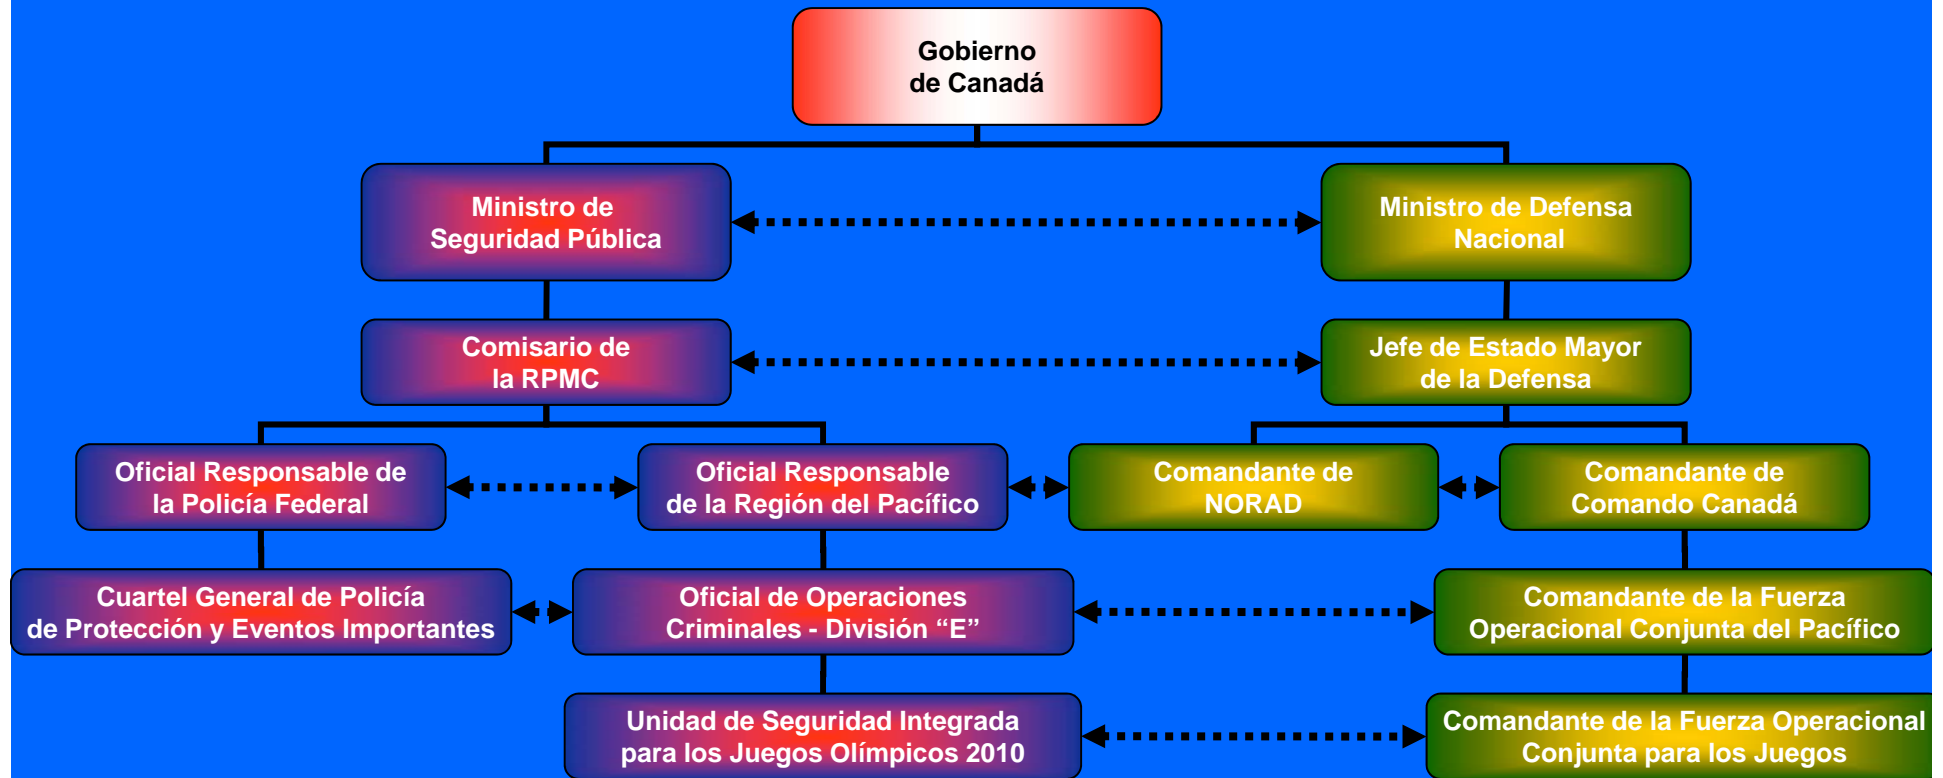 Gobierno
de Canadá
Ministro de
Seguridad Pública
Ministro de Defensa
Nacional
Comisario de
la RPMC
Jefe de Estado Mayor
de la Defensa
Oficial Responsable de
la Policía Federal
Oficial Responsable
de la Región del Pacífico
Comandante de
NORAD
Comandante de
Comando Canadá
Cuartel General de Policía
de Protección y Eventos Importantes
Oficial de Operaciones
Criminales - División “E”
Comandante de la Fuerza
Operacional Conjunta del Pacífico
Unidad de Seguridad Integrada
para los Juegos Olímpicos 2010
Comandante de la Fuerza Operacional
Conjunta para los Juegos